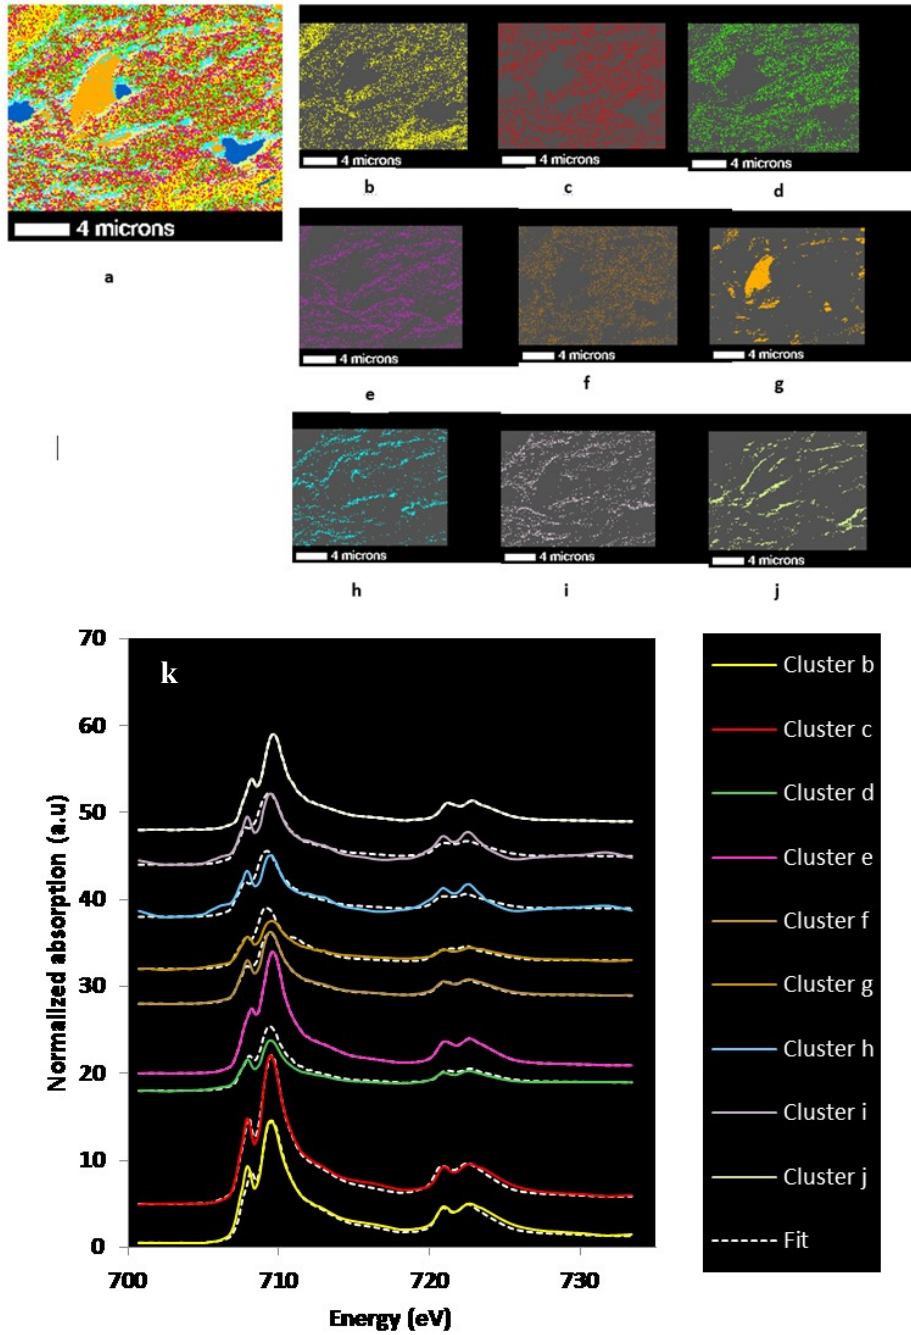 4 microns
a
4 microns
4 microns
4 microns
b
c
d
4 microns
4 microns
4 microns
e
f
g
4 microns
4 microns
4 microns
h
i
j
k
70
60
50
40
30
20
10
0
700
710
720
730
Normalized absorption (a.u)
Energy (eV)
Cluster b
Cluster c
Cluster d
Cluster e
Cluster f
Cluster g
Cluster h
Cluster i
Cluster j
Fit